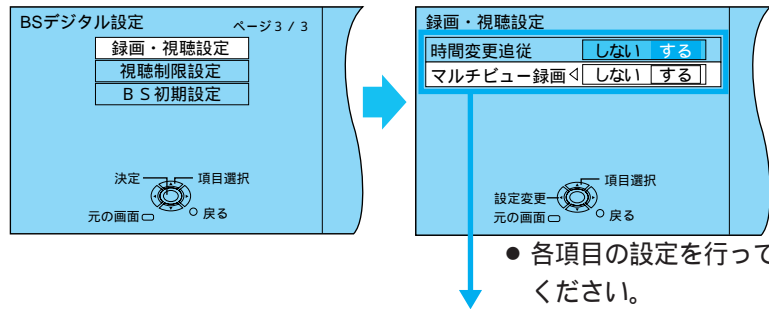 BSデジタル設定
ページ3/3
録画・視聴設定
視聴制限設定
BS初期設定
決定
項目選択
元の画面
戻る
録画・視聴設定
時間変更追従 しない する
マルチビュー録画 しない する
項目選択
設定変更
元の画面
戻る
● 各項目の設定を行って
ください。